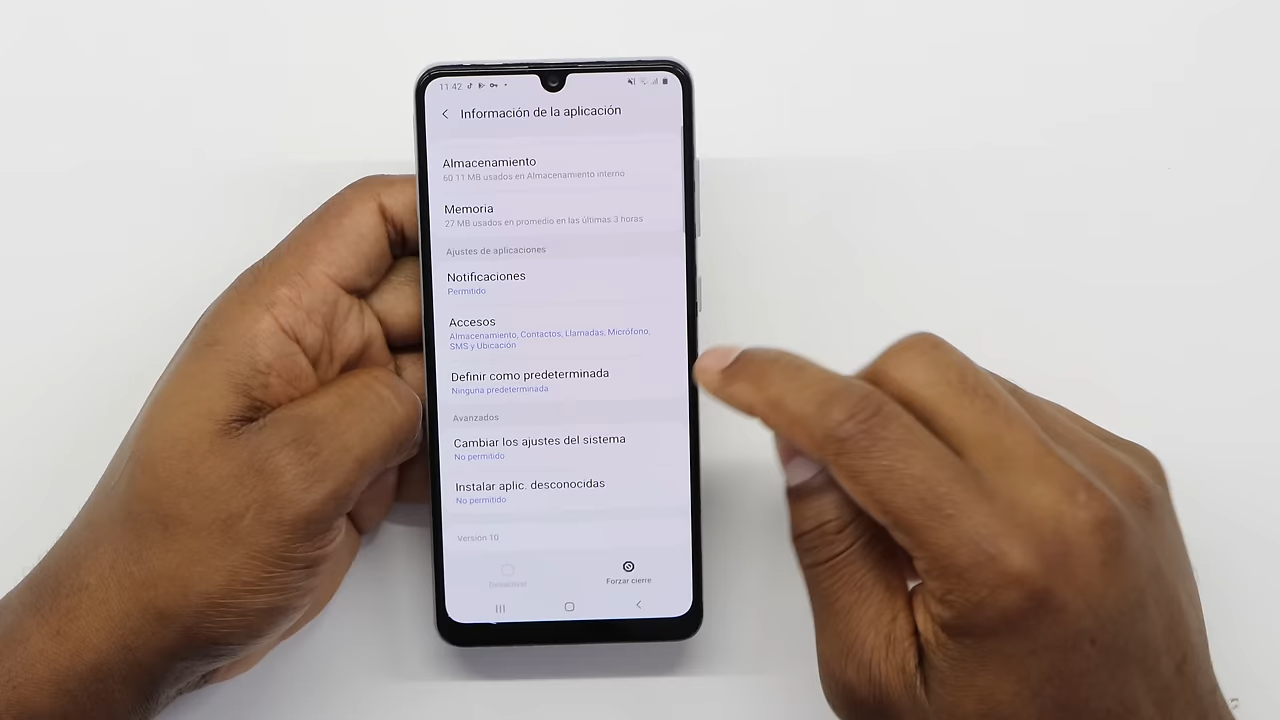 11:42
Información de la aplicación
Almacenamiento
60.11 MB usados en Almacenamiento interno
Memoria
27 MB usados en promedio en las últimas 3 horas
Ajustes de aplicaciones
Notificaciones
Permitido
Accesos
Almacenamiento, Contactos, Llamadas, Micrófono,
SMS y Ubicación
Definir como predeterminada
Ninguna predeterminada
Avanzados
Cambiar los ajustes del sistema
No permitido
Instalar aplic. desconocidas
No permitido
Versión 10
Forzar cierre